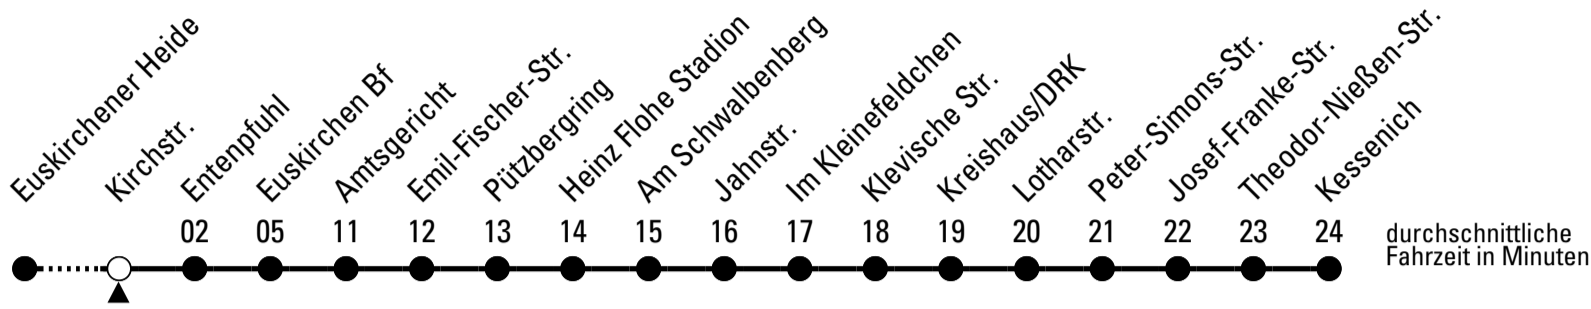 Euskirchener Heide
Kirchstr.
Entenpfuhl
Euskirchen Bf
Amtsgericht
Emil-Fischer-Str.
Pützbergring
Heinz Flohe Stadion
Am Schwalbenberg
Jahnstr.
Im Kleinefeldchen
Klevische Str.
Kreishaus/DRK
Lotharstr.
Peter-Simons-Str.
Josef-Franke-Str.
Theodor-Nießen-Str.
Kessenich
02 05 11 12 13 14 15 16 17 18 19 20 21 22 23 24
durchschnittliche
Fahrzeit in Minuten